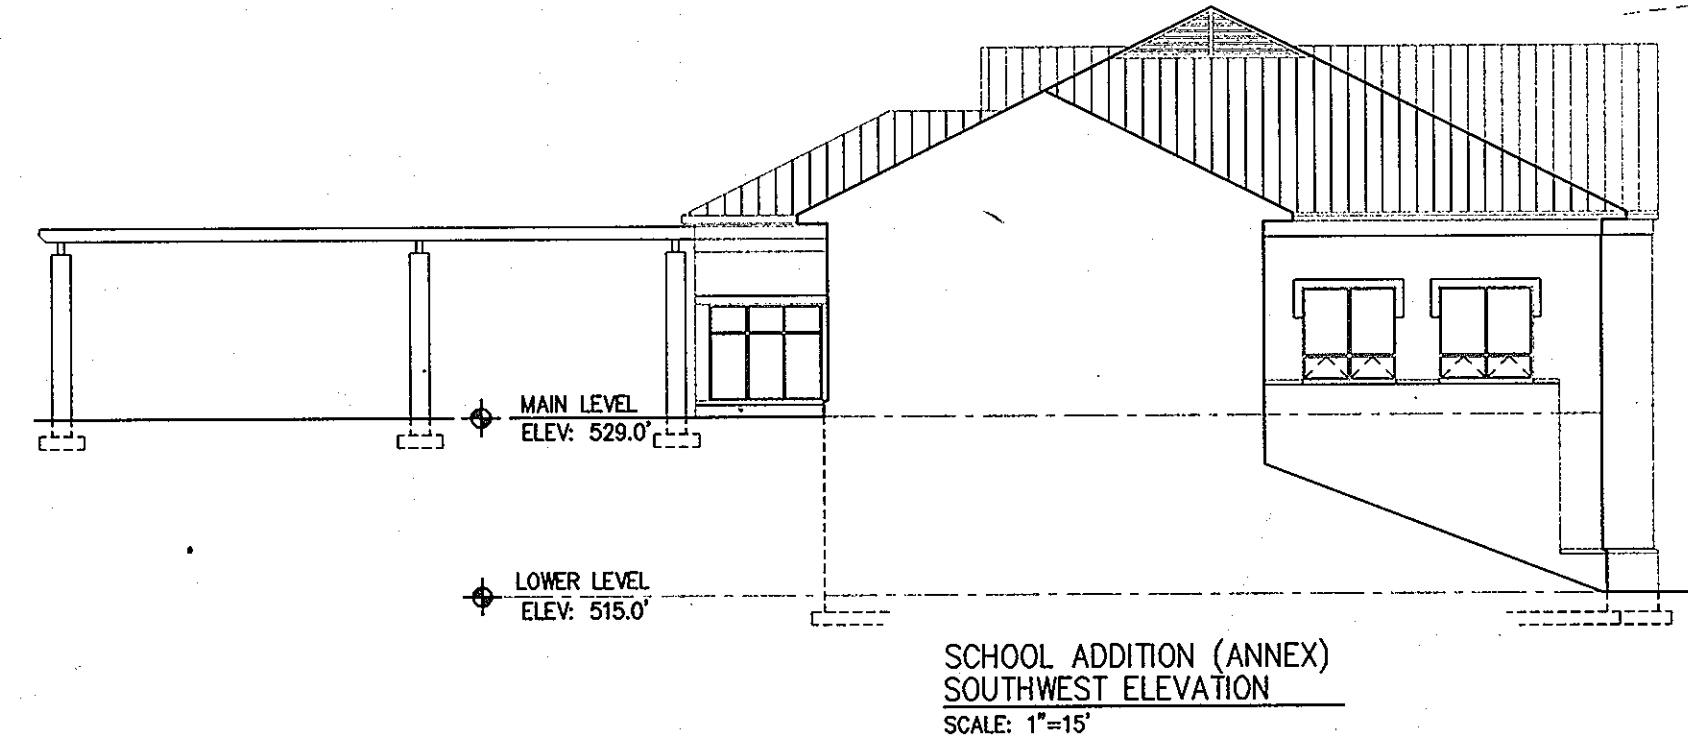 MAIN LEVEL
ELEV: 529.0'
LOWER LEVEL
ELEV: 515.0'
SCHOOL ADDITION (ANNEX)
SOUTHWEST ELEVATION
SCALE: 1"=15'